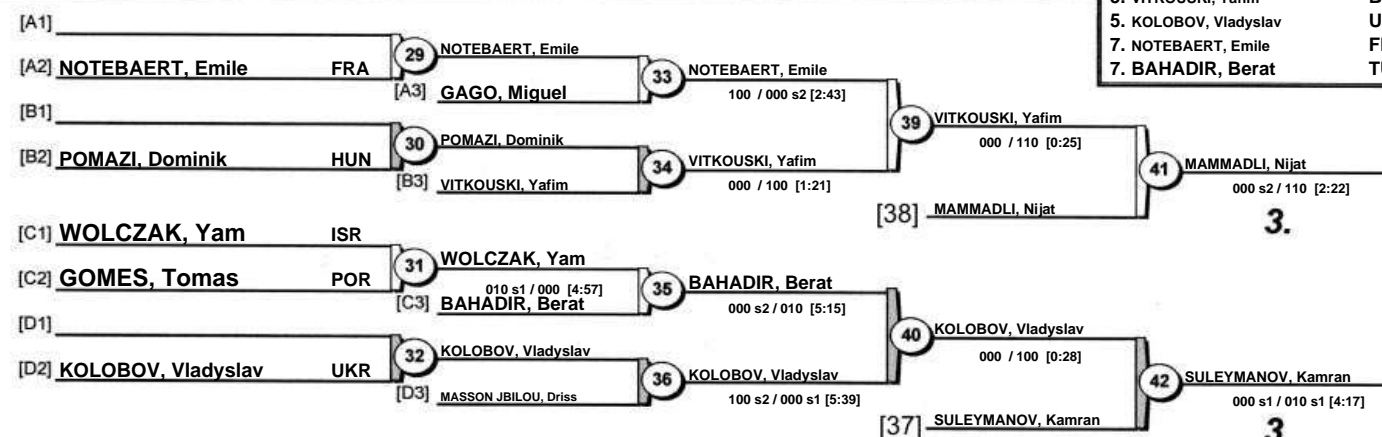 3. VITKOUSKI, Yafim
5. KOLOBOV, Vladyslav U
7. NOTEBAERT, Emile
7. BAHADIR, Berat
[A1]
[A2] NOTEBAERT, Emile FRA
29
NOTEBAERT, Emile
[A3] GAGO, Miguel
33
NOTEBAERT, Emile
100 / 000 s2 [2:43]
[B1]
[B2] POMAZI, Dominik HUN
30
POMAZI, Dominik
[B3] VITKOUSKI, Yafim
34
VITKOUSKI, Yafim
000 / 100 [1:21]
39
VITKOUSKI, Yafim
000 / 110 [0:25]
[38] MAMMADLI, Nijat
41
MAMMADLI, Nijat
000 s2 / 110 [2:22]
3.
[C1] WOLCZAK, Yam ISR
[C2] GOMES, Tomas POR
31
WOLCZAK, Yam
010 s1 / 000 [4:57]
[C3] BAHADIR, Berat
35
BAHADIR, Berat
000 s2 / 010 [5:15]
[D1]
[D2] KOLOBOV, Vladyslav UKR
32
KOLOBOV, Vladyslav
[D3] MASSON JBILOU, Driss
36
KOLOBOV, Vladyslav
100 s2 / 000 s1 [5:39]
40
KOLOBOV, Vladyslav
000 / 100 [0:28]
[37] SULEYMANOV, Kamran
42
SULEYMANOV, Kamran
000 s1 / 010 s1 [4:17]
3